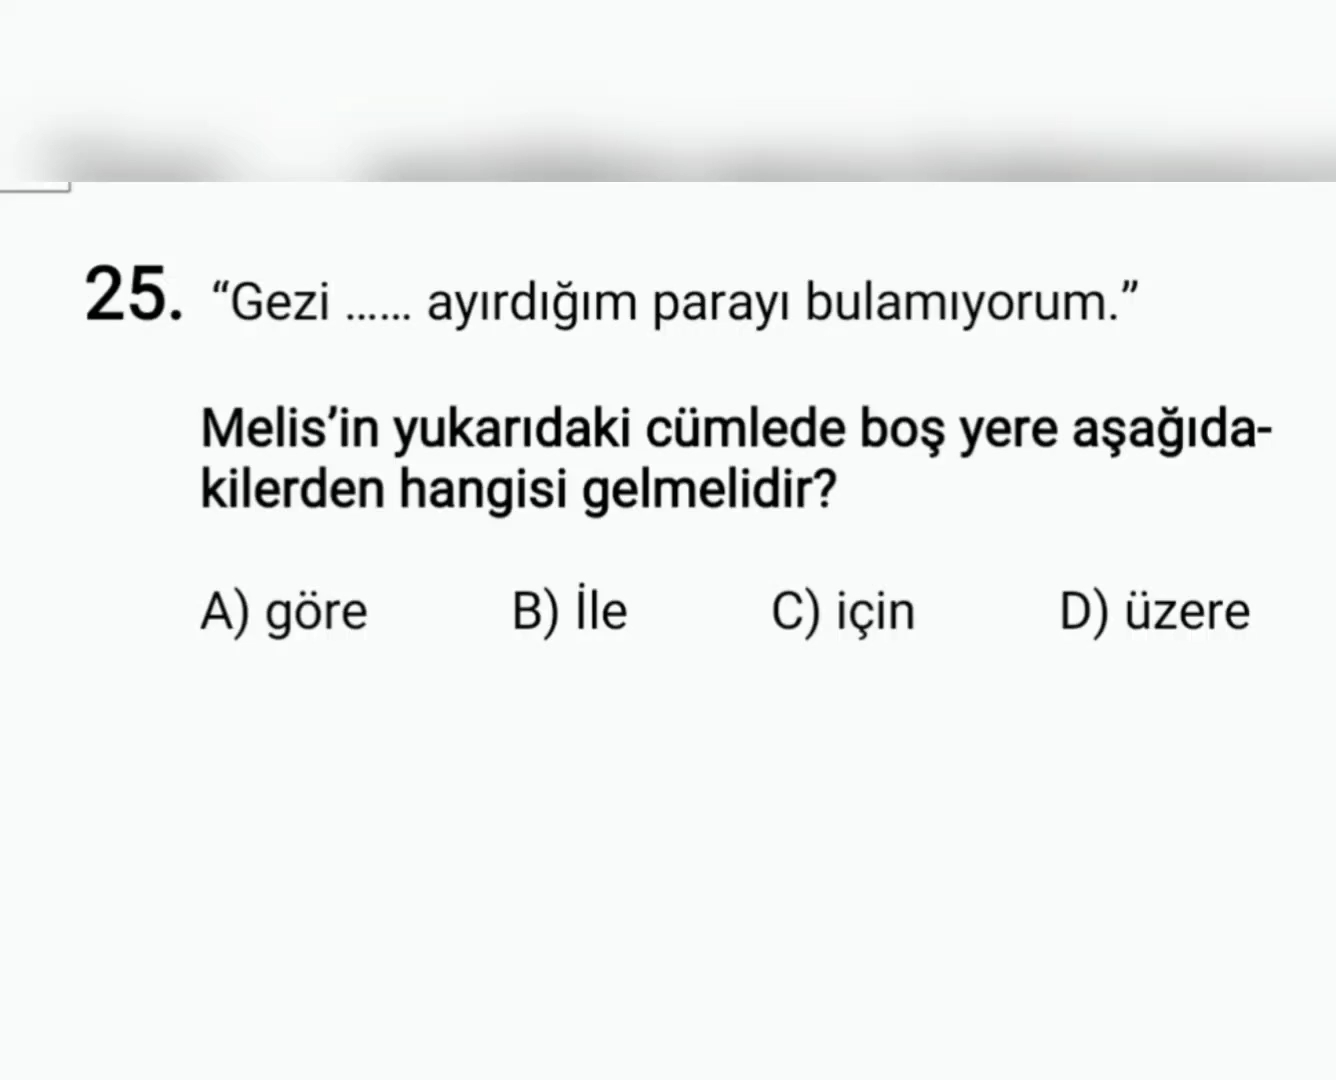 25. “Gezi ...... ayırdığım parayı bulamıyorum.”
Melis’in yukarıdaki cümlede boş yere aşağıda-
kilerden hangisi gelmelidir?
A) göre B) İle C) için D) üzere